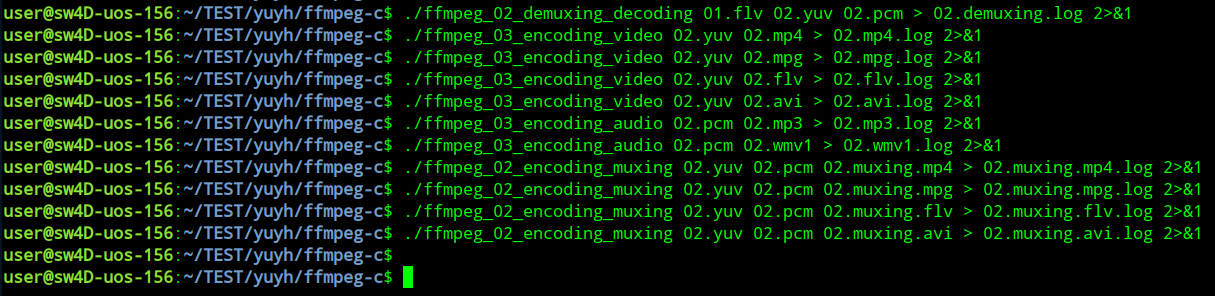 user@sw4D-uos-156:~/TEST/yuyh/ffmpeg-c$ ./ffmpeg_02_demuxing_decoding 01.flv 02.yuv 02.pcm > 02.demuxing.log 2>&1
user@sw4D-uos-156:~/TEST/yuyh/ffmpeg-c$ ./ffmpeg_03_encoding_video 02.yuv 02.mp4 > 02.mp4.log 2>&1
user@sw4D-uos-156:~/TEST/yuyh/ffmpeg-c$ ./ffmpeg_03_encoding_video 02.yuv 02.mpg > 02.mpg.log 2>&1
user@sw4D-uos-156:~/TEST/yuyh/ffmpeg-c$ ./ffmpeg_03_encoding_video 02.yuv 02.flv > 02.flv.log 2>&1
user@sw4D-uos-156:~/TEST/yuyh/ffmpeg-c$ ./ffmpeg_03_encoding_video 02.yuv 02.avi > 02.avi.log 2>&1
user@sw4D-uos-156:~/TEST/yuyh/ffmpeg-c$ ./ffmpeg_03_encoding_audio 02.pcm 02.mp3 > 02.mp3.log 2>&1
user@sw4D-uos-156:~/TEST/yuyh/ffmpeg-c$ ./ffmpeg_03_encoding_audio 02.pcm 02.wmv1 > 02.wmv1.log 2>&1
user@sw4D-uos-156:~/TEST/yuyh/ffmpeg-c$ ./ffmpeg_02_encoding_muxing 02.yuv 02.pcm 02.muxing.mp4 > 02.muxing.mp4.log 2>&1
user@sw4D-uos-156:~/TEST/yuyh/ffmpeg-c$ ./ffmpeg_02_encoding_muxing 02.yuv 02.pcm 02.muxing.mpg > 02.muxing.mpg.log 2>&1
user@sw4D-uos-156:~/TEST/yuyh/ffmpeg-c$ ./ffmpeg_02_encoding_muxing 02.yuv 02.pcm 02.muxing.flv > 02.muxing.flv.log 2>&1
user@sw4D-uos-156:~/TEST/yuyh/ffmpeg-c$ ./ffmpeg_02_encoding_muxing 02.yuv 02.pcm 02.muxing.avi > 02.muxing.avi.log 2>&1
user@sw4D-uos-156:~/TEST/yuyh/ffmpeg-c$
user@sw4D-uos-156:~/TEST/yuyh/ffmpeg-c$